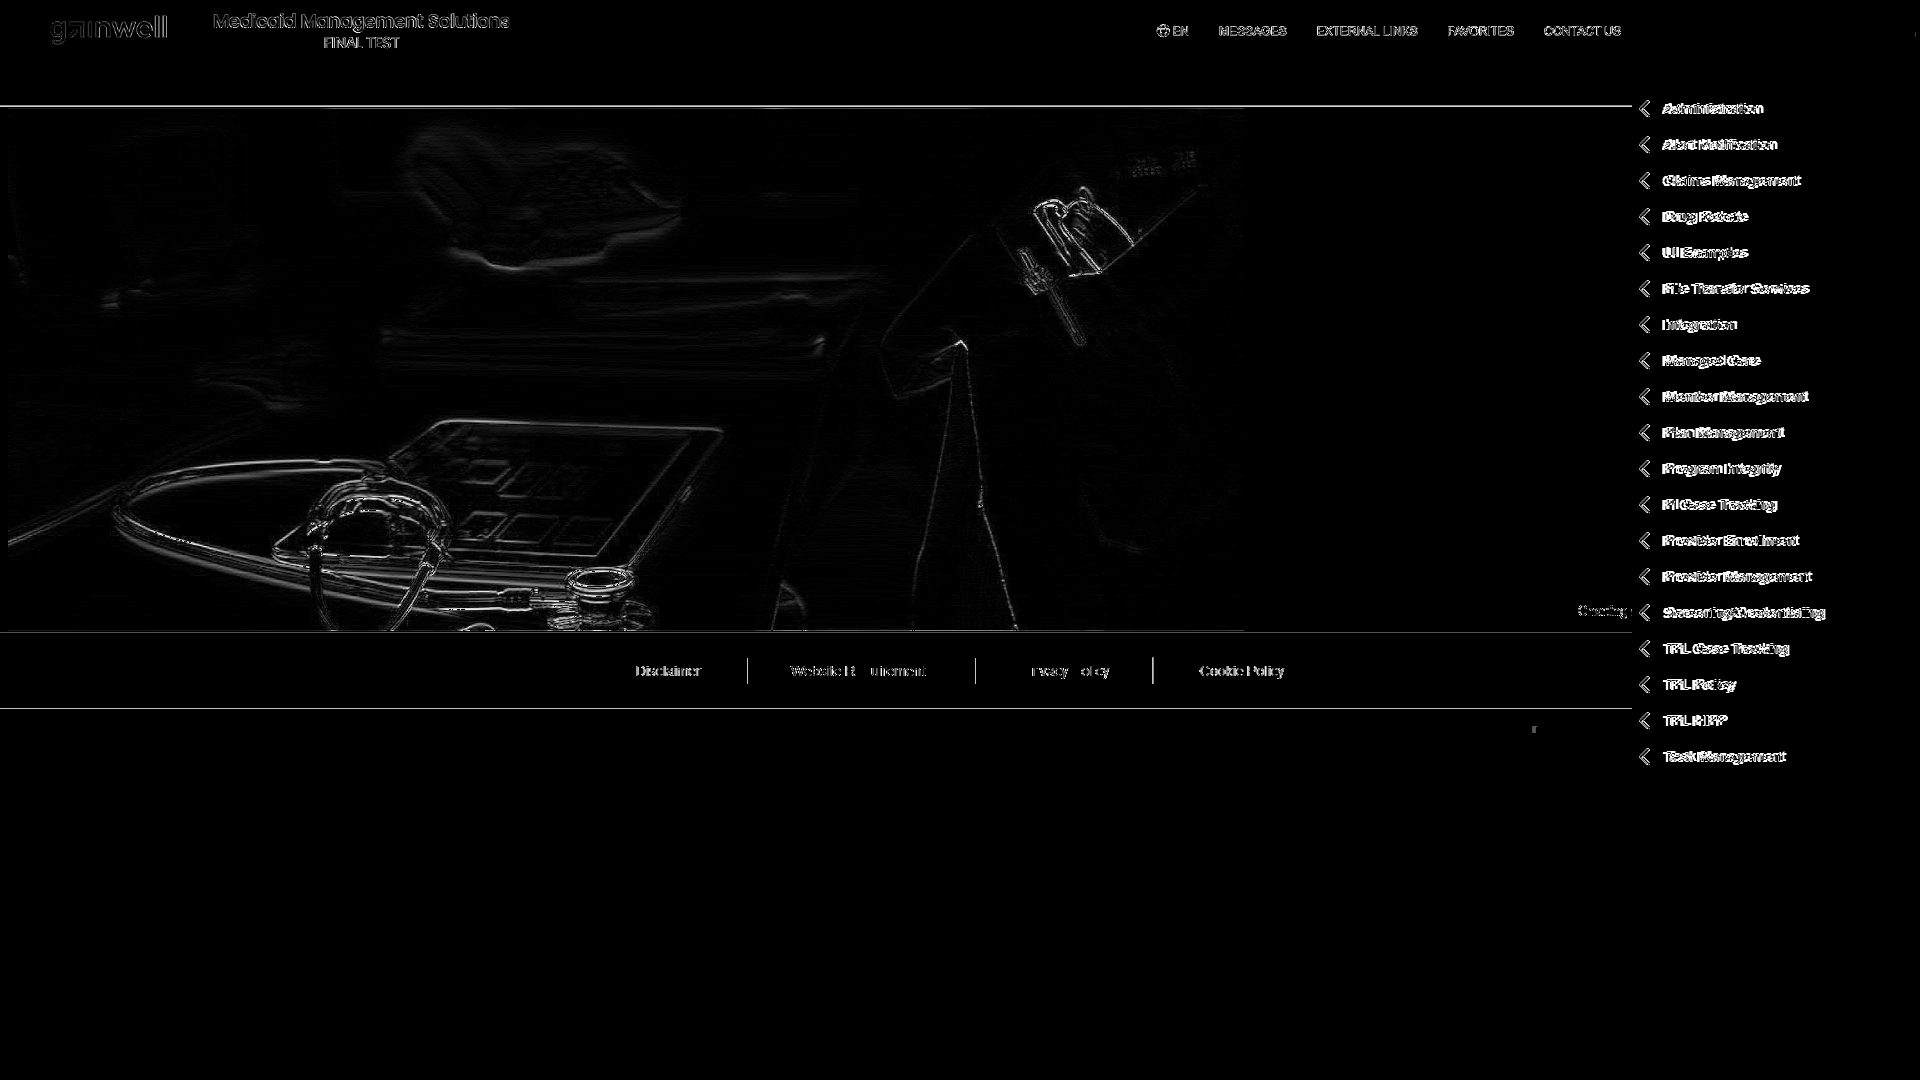 gainwell
Medicaid Management Solutions
FINAL TEST
EN MESSAGES EXTERNAL LINKS FAVORITES CONTACT US
Administration
Alert Notification
Claims Management
Drug Rebate
UI Examples
File Transfer Services
Integration
Managed Care
Member Management
Plan Management
Program Integrity
PI Case Tracking
Provider Enrollment
Provider Management
Screening/Credentialing
TPL Case Tracking
TPL Policy
TPL HIPP
Task Management
Disclaimer
Website
Cookie Policy